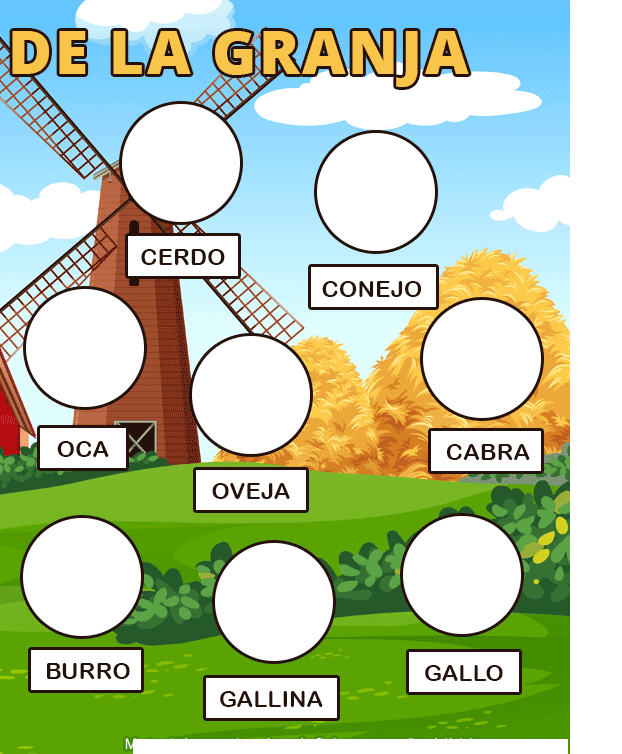 DE LA GRANJA
CERDO
CONEJO
OCA
OVEJA
CABRA
BURRO
GALLINA
GALLO